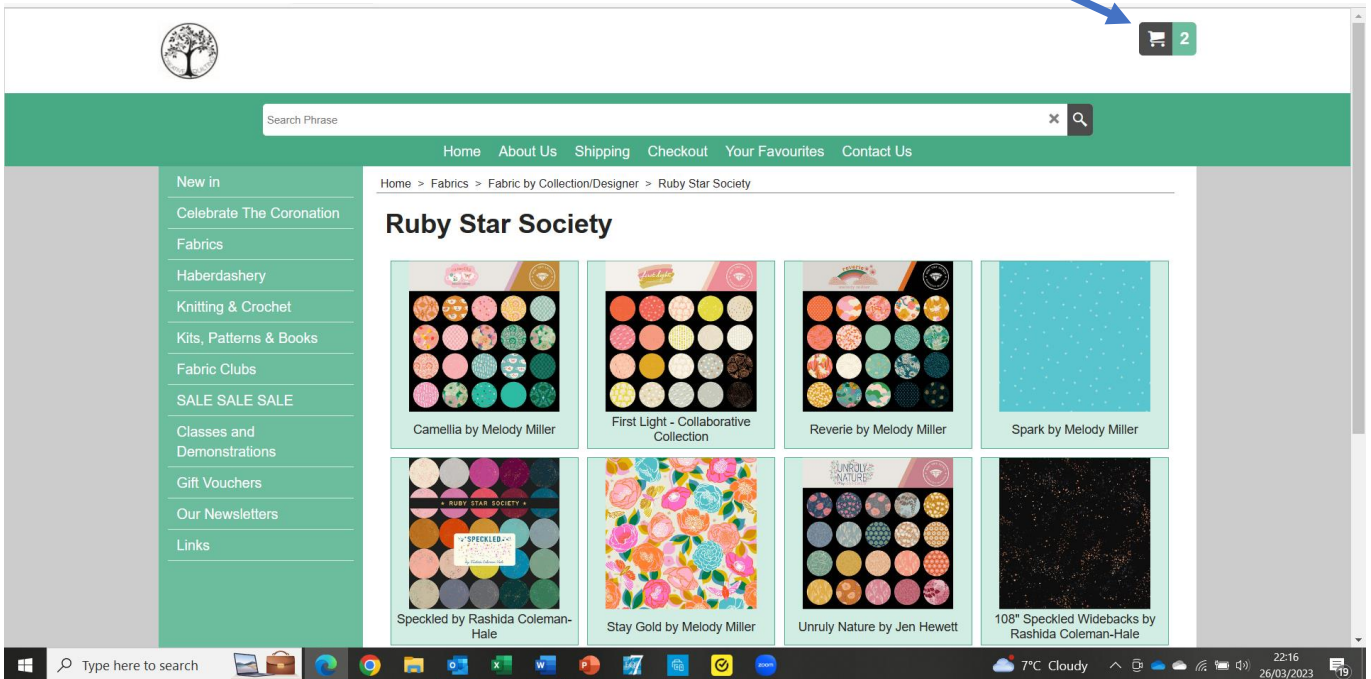 2
Search Phrase
Home About Us Shipping Checkout Your Favourites Contact Us
New in
Celebrate The Coronation
Fabrics
Haberdashery
Knitting & Crochet
Kits, Patterns & Books
Fabric Clubs
SALE SALE SALE
Classes and
Demonstrations
Gift Vouchers
Our Newsletters
Links
Home > Fabrics > Fabric by Collection/Designer > Ruby Star Society
Ruby Star Society
Camellia by Melody Miller
First Light - Collaborative
Collection
reverie
Reverie by Melody Miller
Spark by Melody Miller
RUBY STAR SOCIETY
SPECKLED
Speckled by Rashida Coleman-
Hale
Stay Gold by Melody Miller
UNRULY
NATURE
Unruly Nature by Jen Hewett
108" Speckled Widebacks by
Rashida Coleman-Hale
Type here to search
zoom
7°C Cloudy
22:16
26/03/2023
19